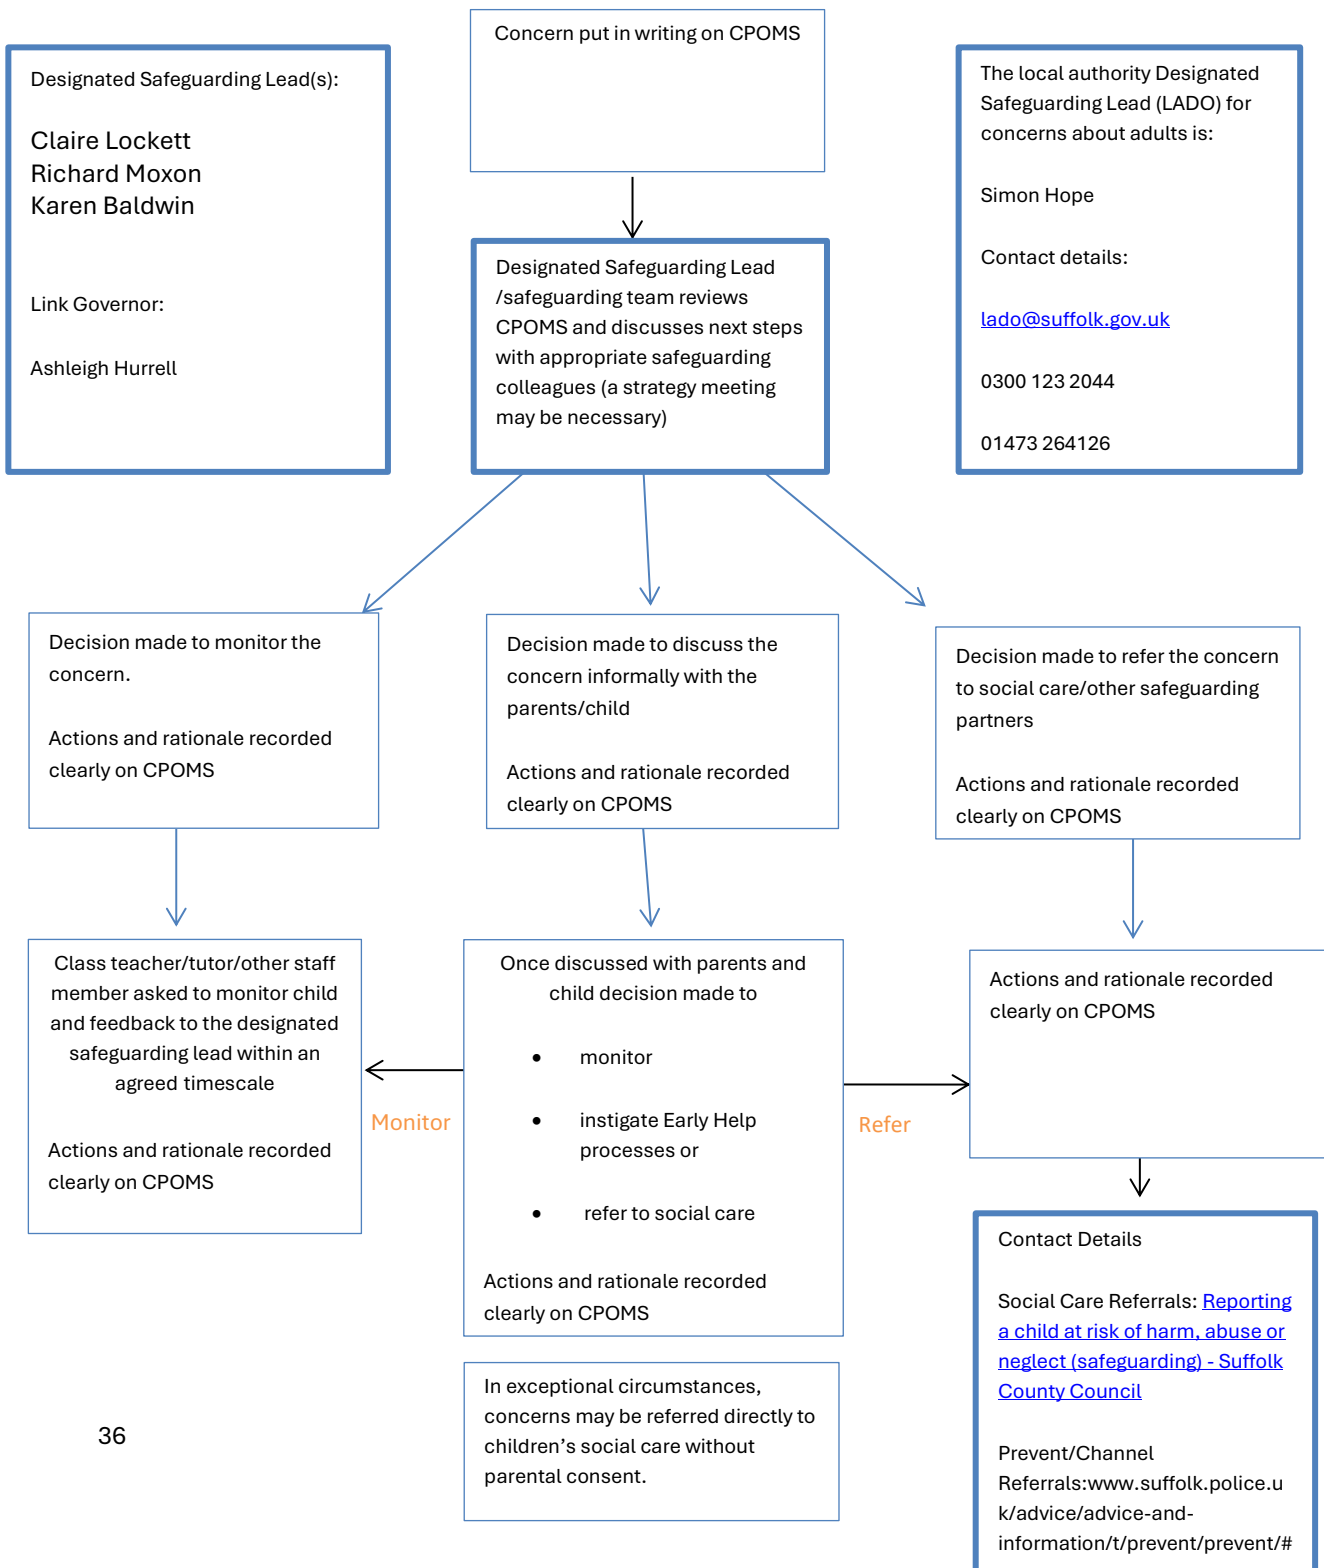 Concern put in writing on CPOMS
Designated Safeguarding Lead(s):
Claire Lockett
Richard Moxon
Karen Baldwin
Link Governor:
Ashleigh Hurrell
The local authority Designated
Safeguarding Lead (LADO) for
concerns about adults is:
Simon Hope
Contact details:
lado@suffolk.gov.uk
0300 123 2044
01473 264126
Designated Safeguarding Lead
/safeguarding team reviews
CPOMS and discusses next steps
with appropriate safeguarding
colleagues (a strategy meeting
may be necessary)
Decision made to monitor the
concern.
Actions and rationale recorded
clearly on CPOMS
Decision made to discuss the
concern informally with the
parents/child
Actions and rationale recorded
clearly on CPOMS
Decision made to refer the concern
to social care/other safeguarding
partners
Actions and rationale recorded
clearly on CPOMS
Class teacher/tutor/other staff
member asked to monitor child
and feedback to the designated
safeguarding lead within an
agreed timescale
Actions and rationale recorded
clearly on CPOMS
Monitor
Once discussed with parents and
child decision made to
• monitor
• instigate Early Help
processes or
• refer to social care
Actions and rationale recorded
clearly on CPOMS
Refer
Actions and rationale recorded
clearly on CPOMS
In exceptional circumstances,
concerns may be referred directly to
children’s social care without
parental consent.
Contact Details
Social Care Referrals: Reporting
a child at risk of harm, abuse or
neglect (safeguarding) - Suffolk
County Council
Prevent/Channel
Referrals:www.suffolk.police.u
k/advice/advice-and-
information/t/prevent/prevent/#
36